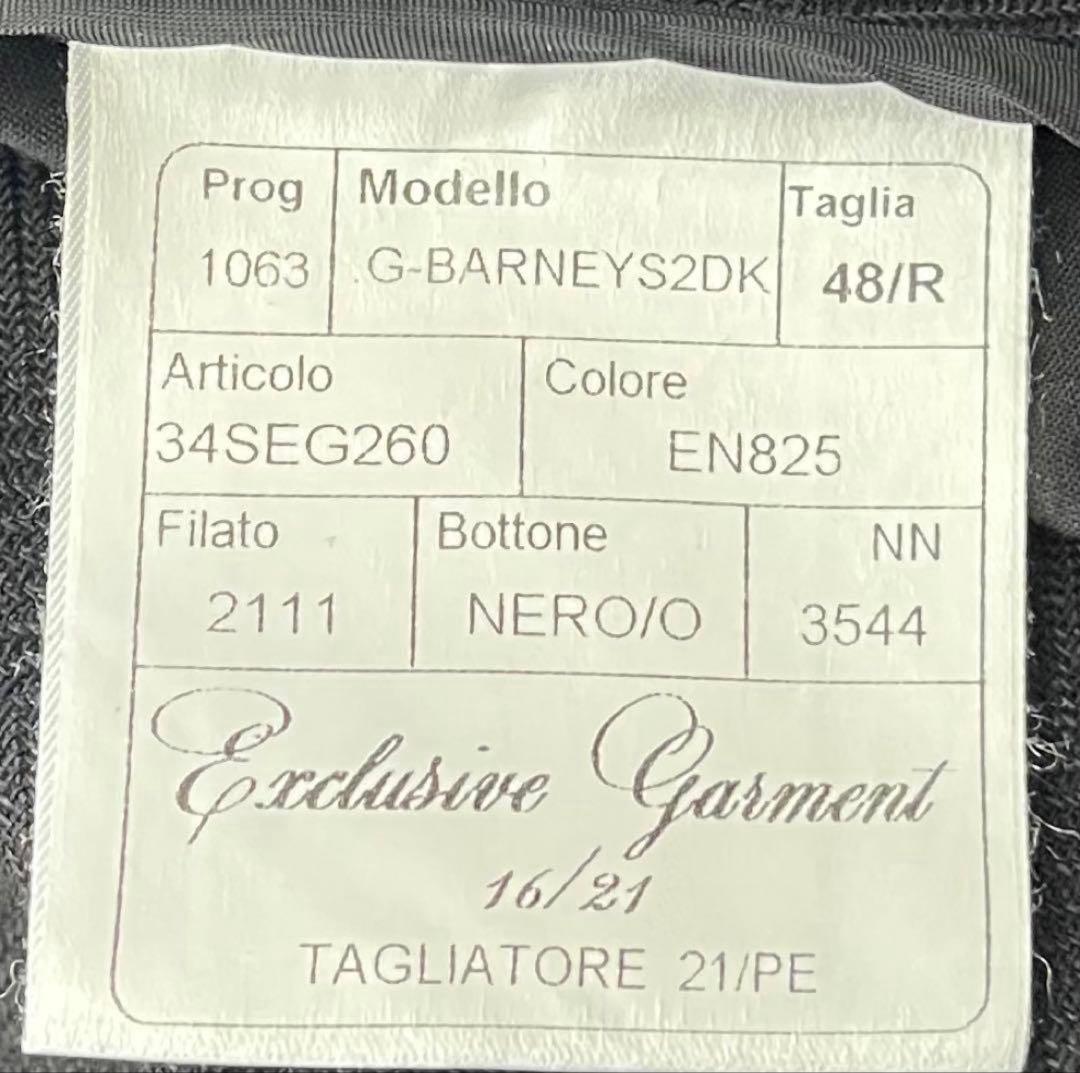 Prog Modello Taglia
1063 .G-BARNEYS2DK 48/R
Articolo Colore
34SEG260 EN825
Filato Bottone NN
2111 NERO/O 3544
Exclusive Garment
16/21
TAGLIATORE 21/PE